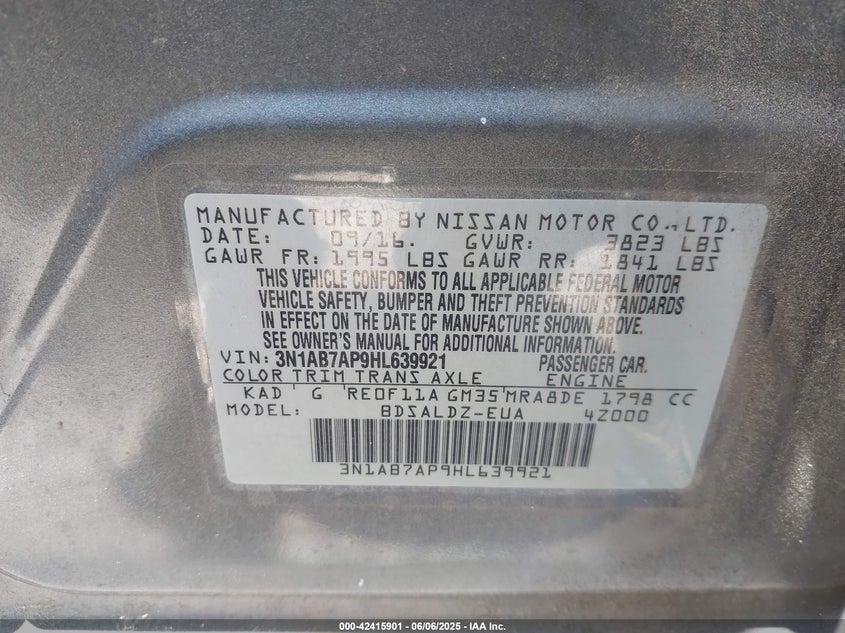 MANUFACTURED BY NISSAN MOTOR CO.,LTD.
DATE: 09/16. GVWR: 3823 LBS
GAWR FR: 1995 LBS GAWR RR: 1841 LBS
THIS VEHICLE CONFORMS TO ALL APPLICABLE FEDERAL MOTOR
VEHICLE SAFETY, BUMPER AND THEFT PREVENTION STANDARDS
IN EFFECT ON THE DATE OF MANUFACTURE SHOWN ABOVE.
SEE OWNER'S MANUAL FOR ADDITIONAL INFORMATION.
VIN: 3N1AB7AP9HL639921 PASSENGER CAR.
COLOR TRIM TRANS AXLE ENGINE
KAD G RE0F11A GM35 MRA8DE 1798 CC
MODEL: BDSALDZ-EUA 4Z000
3N1AB7AP9HL639921
000-42415901 - 06/06/2025 - IAA Inc.